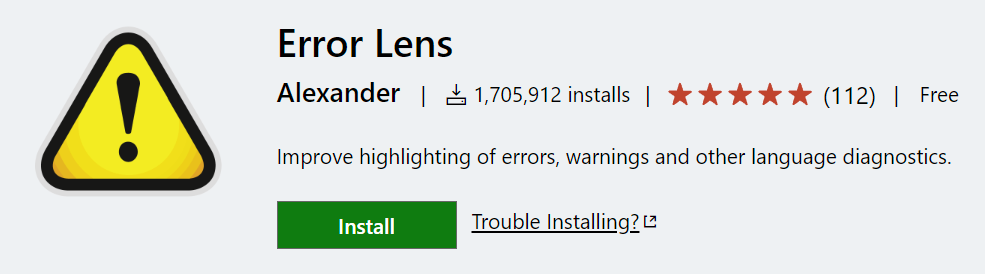 Error Lens
Alexander | 1,705,912 installs | (112) | Free
Improve highlighting of errors, warnings and other language diagnostics.
Install Trouble Installing?